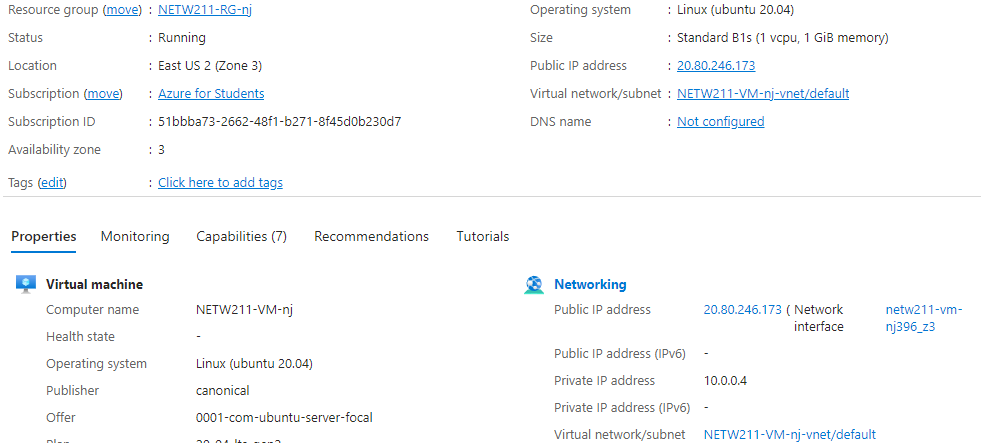 Resource group (move) : NETW211-RG-nj
Status : Running
Location : East US 2 (Zone 3)
Subscription (move) : Azure for Students
Subscription ID : 51bbba73-2662-48f1-b271-8f45d0b230d7
Availability zone : 3
Tags (edit) : Click here to add tags
Operating system : Linux (ubuntu 20.04)
Size : Standard B1s (1 vcpu, 1 GiB memory)
Public IP address : 20.80.246.173
Virtual network/subnet : NETW211-VM-nj-vnet/default
DNS name : Not configured
Properties Monitoring Capabilities (7) Recommendations Tutorials
Virtual machine
Computer name NETW211-VM-nj
Health state -
Operating system Linux (ubuntu 20.04)
Publisher canonical
Offer 0001-com-ubuntu-server-focal
Networking
Public IP address 20.80.246.173 ( Network interface netw211-vm-nj396_z3
Public IP address (IPv6) -
Private IP address 10.0.0.4
Private IP address (IPv6) -
Virtual network/subnet NETW211-VM-nj-vnet/default